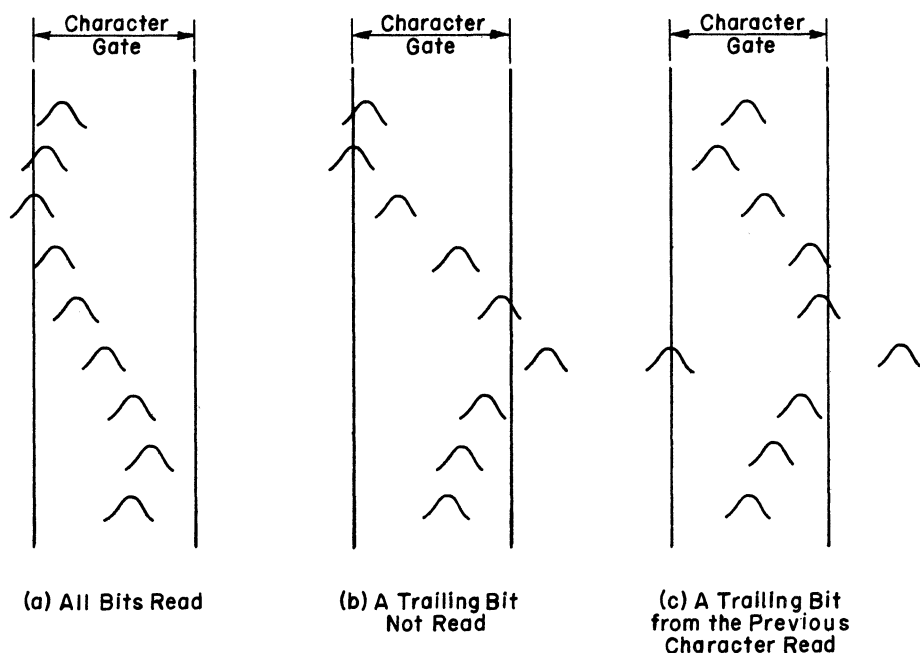 Character
Gate
Character
Gate
Character
Gate
(a) All Bits Read
(b) A Trailing Bit
Not Read
(c) A Trailing Bit
from the Previous
Character Read